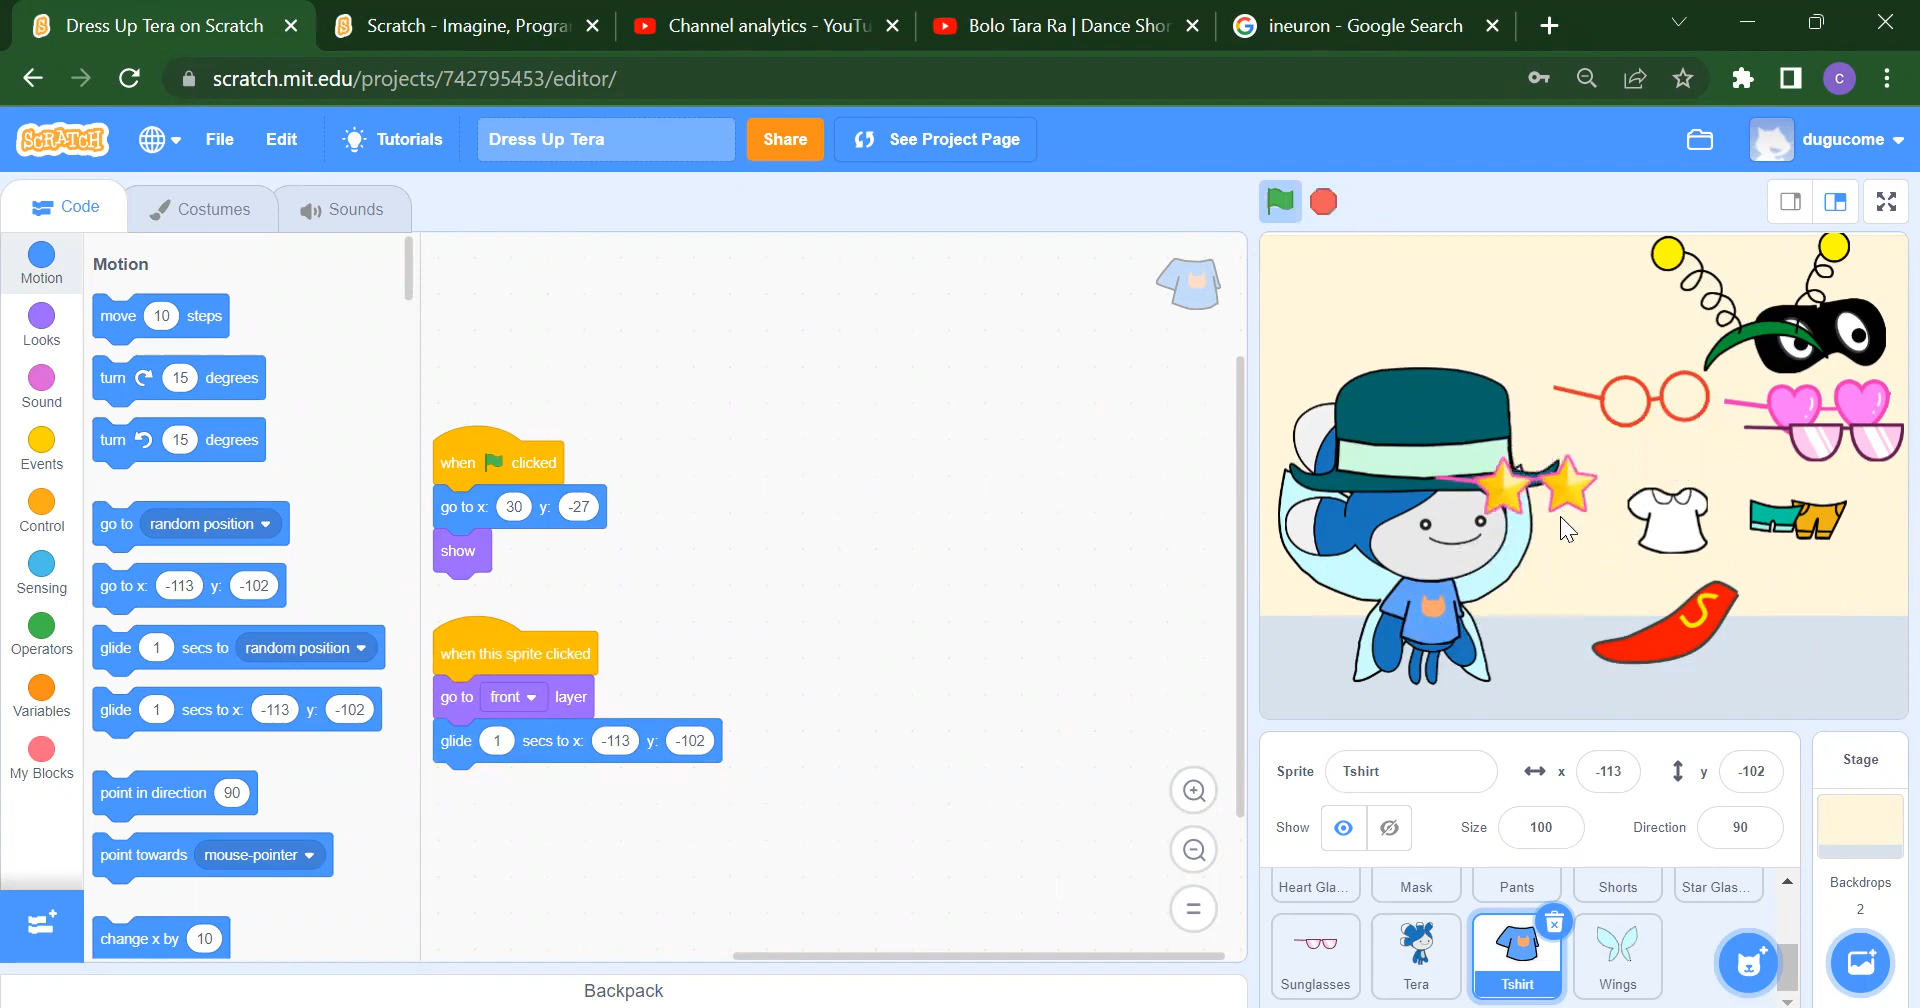 Dress Up Tera on Scratch
Scratch - Imagine, Progra
Channel analytics - YouTu
Bolo Tara Ra | Dance Shor
ineuron - Google Search
scratch.mit.edu/projects/742795453/editor/
C
SCRATCH
File
Edit
Tutorials
Dress Up Tera
Share
See Project Page
dugucome
Code
Costumes
Sounds
Motion
Looks
Sound
Events
Control
Sensing
Operators
Variables
My Blocks
Motion
move 10 steps
turn 15 degrees
turn 15 degrees
go to random position
go to x: -113 y: -102
glide 1 secs to random position
glide 1 secs to x: -113 y: -102
point in direction 90
point towards mouse-pointer
change x by 10
when clicked
go to x: 30 y: -27
show
when this sprite clicked
go to front layer
glide 1 secs to x: -113 y: -102
Backpack
S
Sprite Tshirt x -113 y -102
Show Size 100 Direction 90
Heart Gla... Mask Pants Shorts Star Glas...
Sunglasses Tera Tshirt Wings
Stage
Backdrops
2